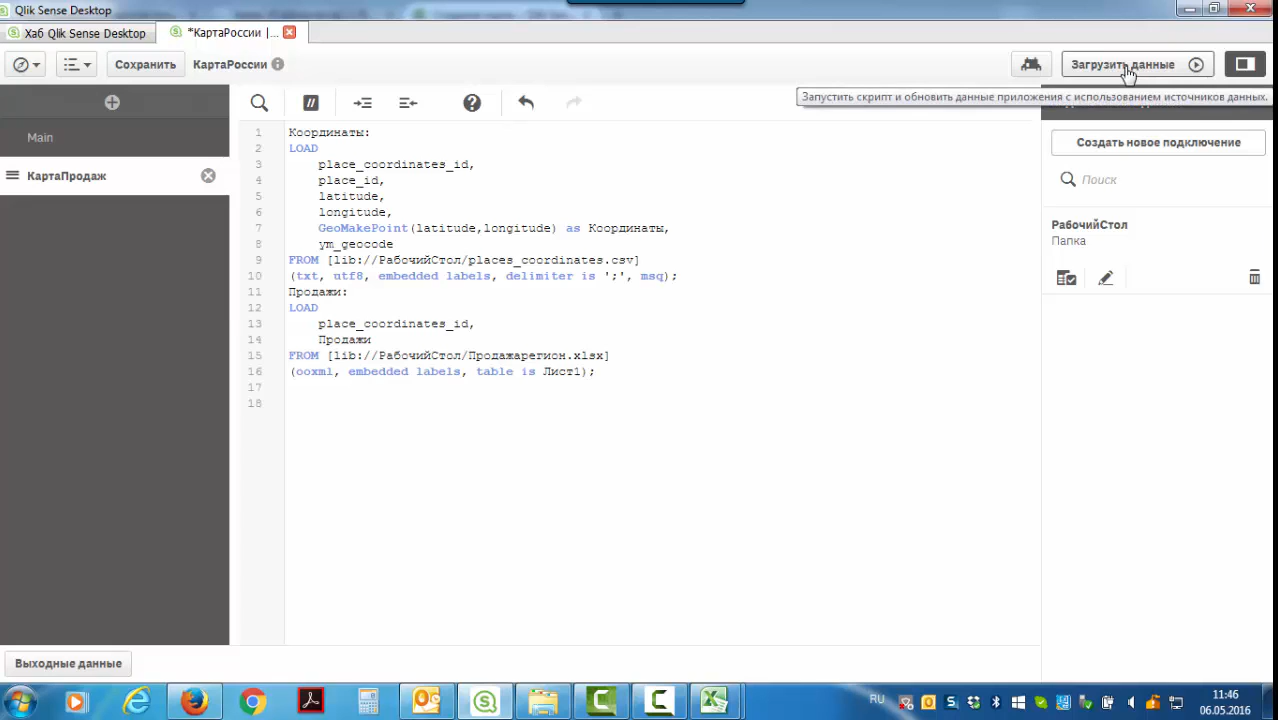 Qlik Sense Desktop
Хаб Qlik Sense Desktop
*КартаРоссии |...
Сохранить
КартаРоссии
Загрузить данные
Запустить скрипт и обновить данные приложения с использованием источников данных.
Main
КартаПродаж
1 Координаты:
2 LOAD
3 place_coordinates_id,
4 place_id,
5 latitude,
6 longitude,
7 GeoMakePoint(latitude,longitude) as Координаты,
8 ym_geocode
9 FROM [lib://РабочийСтол/places_coordinates.csv]
10 (txt, utf8, embedded labels, delimiter is ';', msq);
11 Продажи:
12 LOAD
13 place_coordinates_id,
14 Продажи
15 FROM [lib://РабочийСтол/Продажарегион.xlsx]
16 (ooxml, embedded labels, table is Лист1);
17
18
Создать новое подключение
Поиск
РабочийСтол
Папка
Выходные данные
RU
11:46
06.05.2016